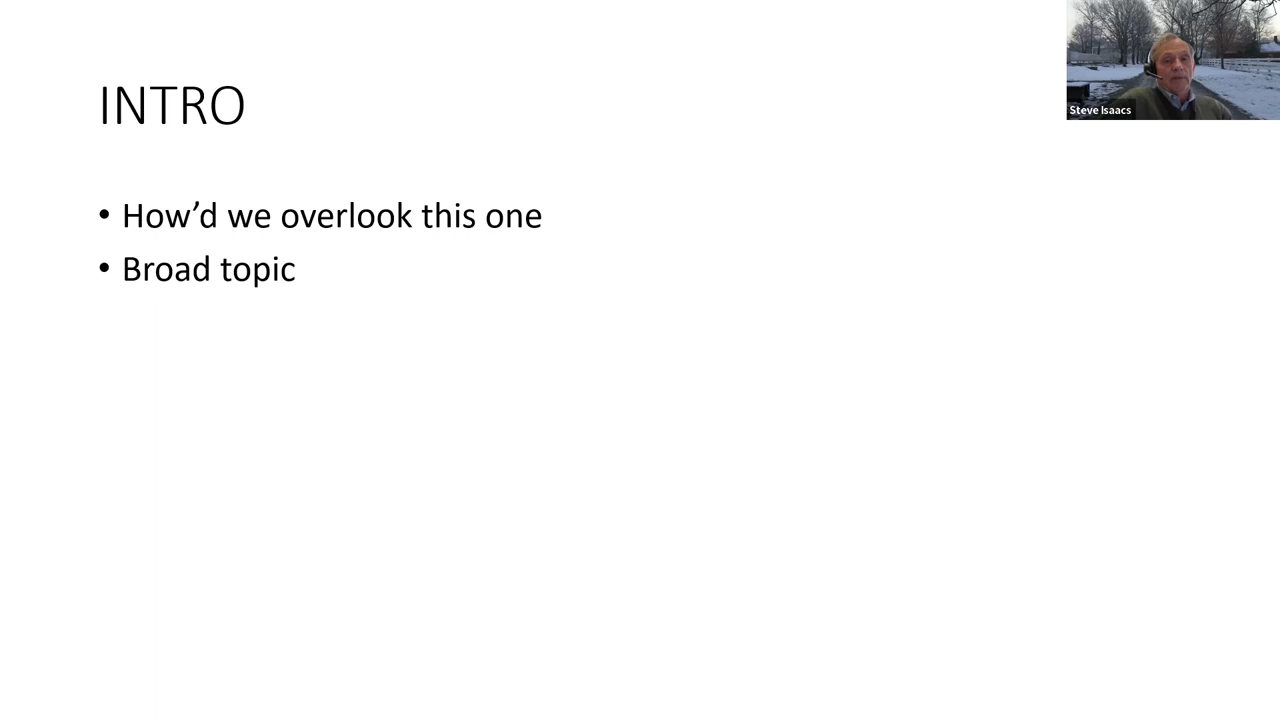 INTRO
Steve Isaacs
• How’d we overlook this one
• Broad topic